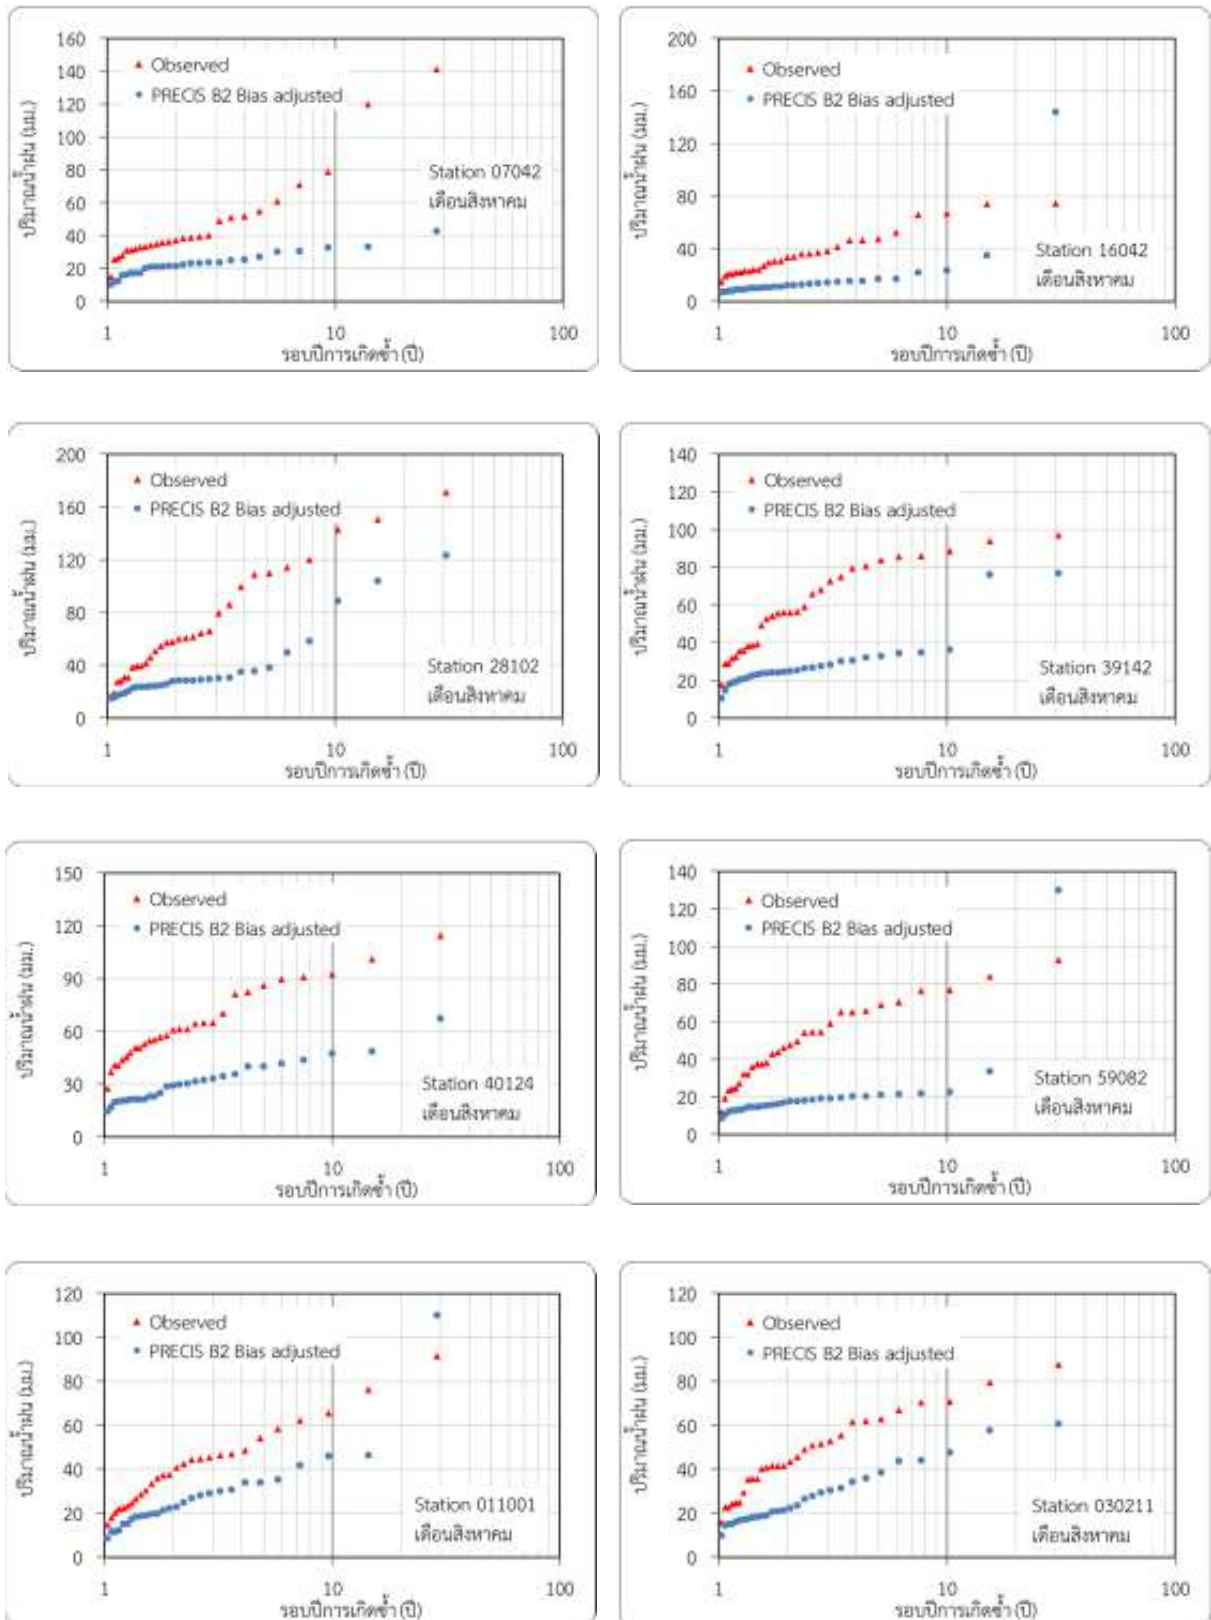 160
140
120
100
80
60
40
20
0
ปริมาณน้ำฝน (มม.)
Observed
PRECIS B2 Bias adjusted
Station 07042
เดือนสิงหาคม
1
10
100
รอบปีการเกิดซ้ำ (ปี)
200
160
120
80
40
0
ปริมาณน้ำฝน (มม.)
Observed
PRECIS B2 Bias adjusted
Station 16042
เดือนสิงหาคม
1
10
100
รอบปีการเกิดซ้ำ (ปี)
200
160
120
80
40
0
ปริมาณน้ำฝน (มม.)
Observed
PRECIS B2 Bias adjusted
Station 28102
เดือนสิงหาคม
1
10
100
รอบปีการเกิดซ้ำ (ปี)
140
120
100
80
60
40
20
0
ปริมาณน้ำฝน (มม.)
Observed
PRECIS B2 Bias adjusted
Station 39142
เดือนสิงหาคม
1
10
100
รอบปีการเกิดซ้ำ (ปี)
150
120
90
60
30
0
ปริมาณน้ำฝน (มม.)
Observed
PRECIS B2 Bias adjusted
Station 40124
เดือนสิงหาคม
1
10
100
รอบปีการเกิดซ้ำ (ปี)
140
120
100
80
60
40
20
0
ปริมาณน้ำฝน (มม.)
Observed
PRECIS B2 Bias adjusted
Station 59082
เดือนสิงหาคม
1
10
100
รอบปีการเกิดซ้ำ (ปี)
120
100
80
60
40
20
0
ปริมาณน้ำฝน (มม.)
Observed
PRECIS B2 Bias adjusted
Station 011001
เดือนสิงหาคม
1
10
100
รอบปีการเกิดซ้ำ (ปี)
120
100
80
60
40
20
0
ปริมาณน้ำฝน (มม.)
Observed
PRECIS B2 Bias adjusted
Station 030211
เดือนสิงหาคม
1
10
100
รอบปีการเกิดซ้ำ (ปี)